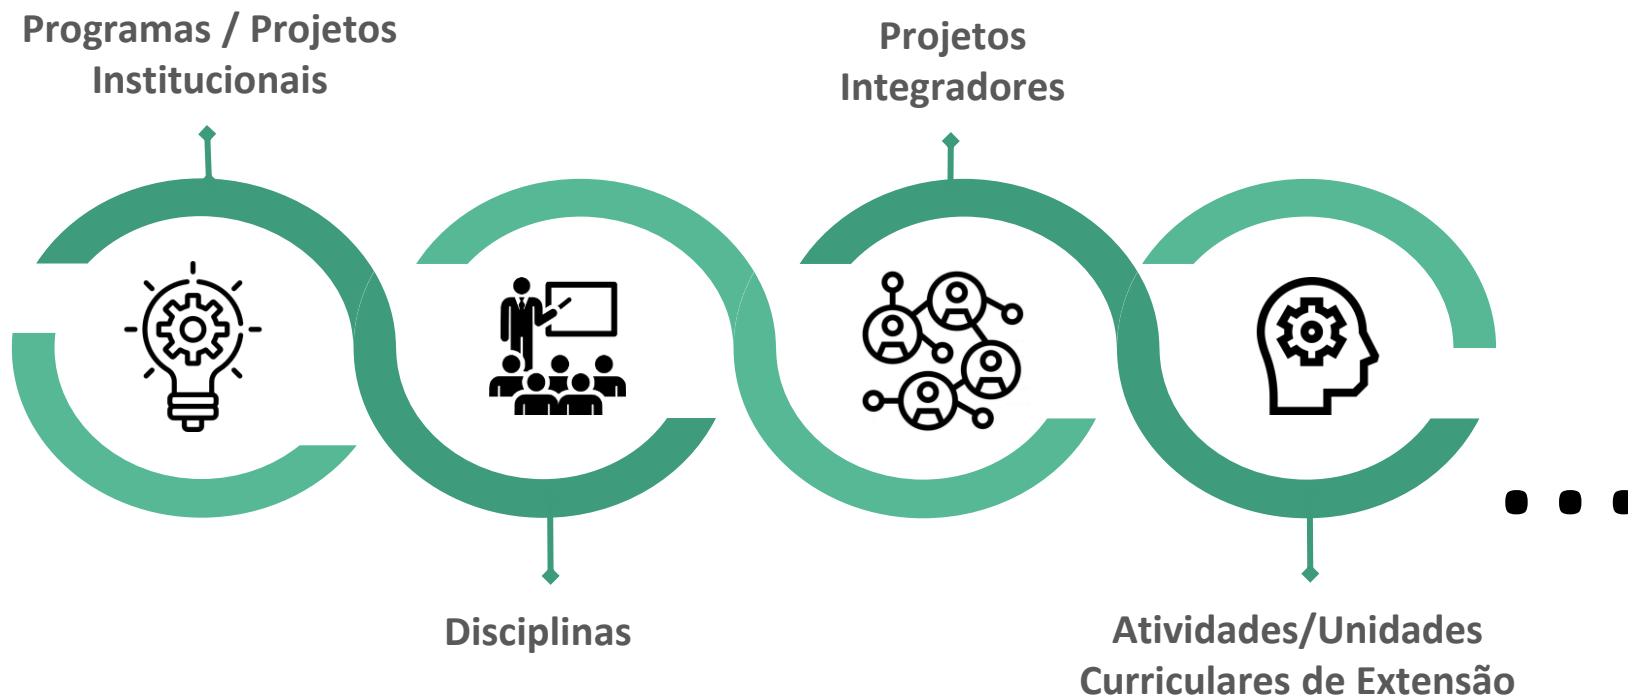 Programas / Projetos
Institucionais
Projetos
Integradores
Disciplinas
Atividades/Unidades
Curriculares de Extensão
...